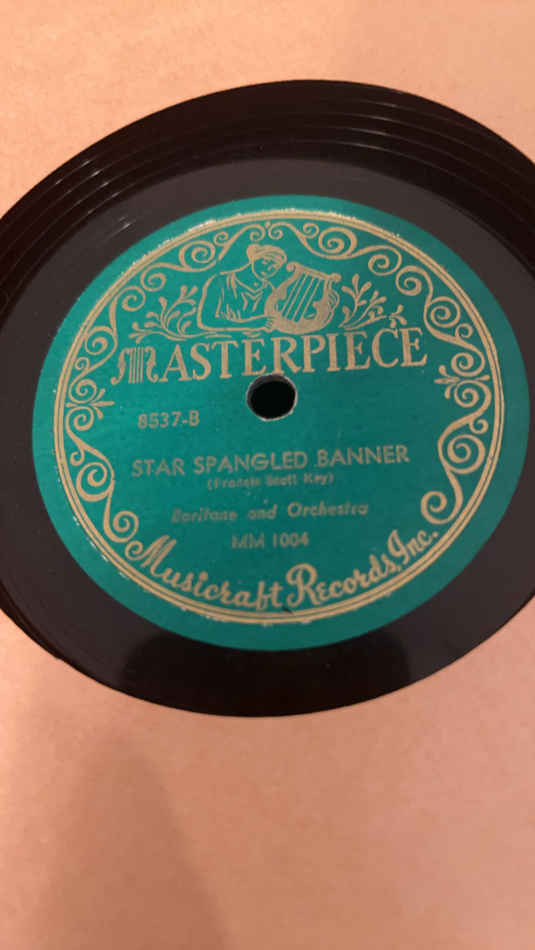 MASTERPIECE
8537-B
STAR SPANGLED BANNER
(Francis Scott Key)
Baritone and Orchestra
MM 1004
Musicraft Records, Inc.